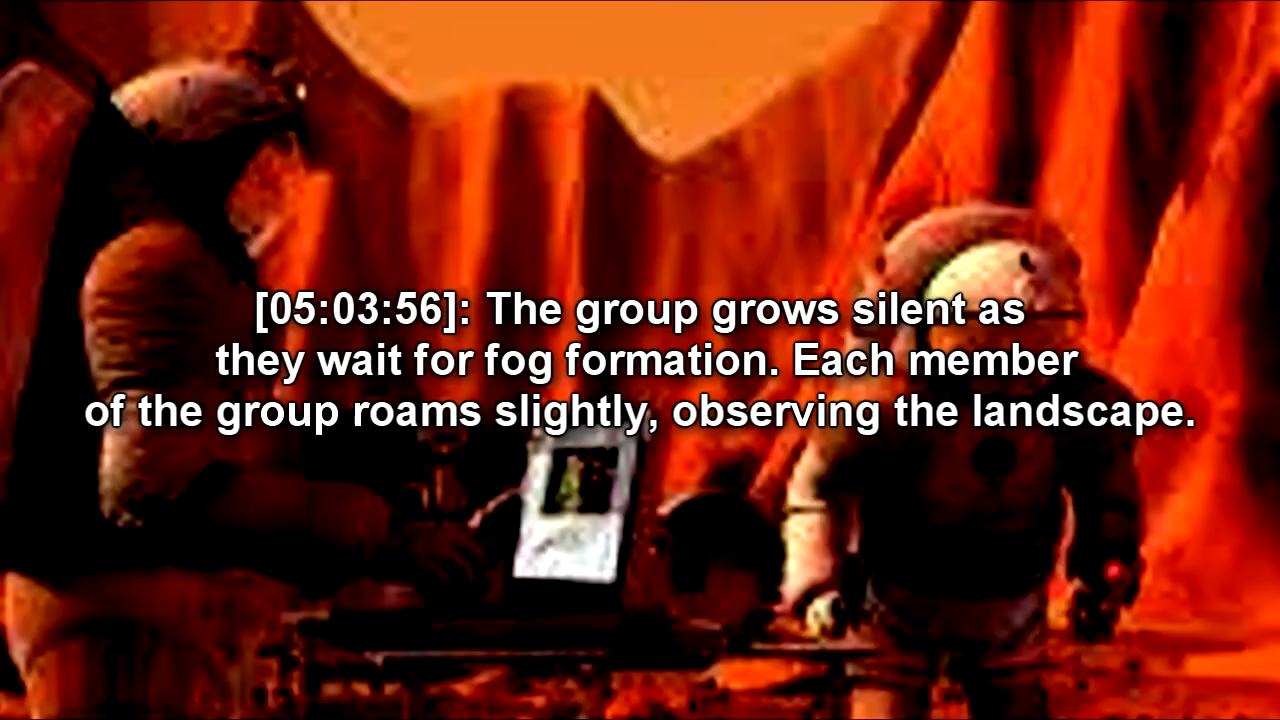 [05:03:56]: The group grows silent as
they wait for fog formation. Each member
of the group roams slightly, observing the landscape.